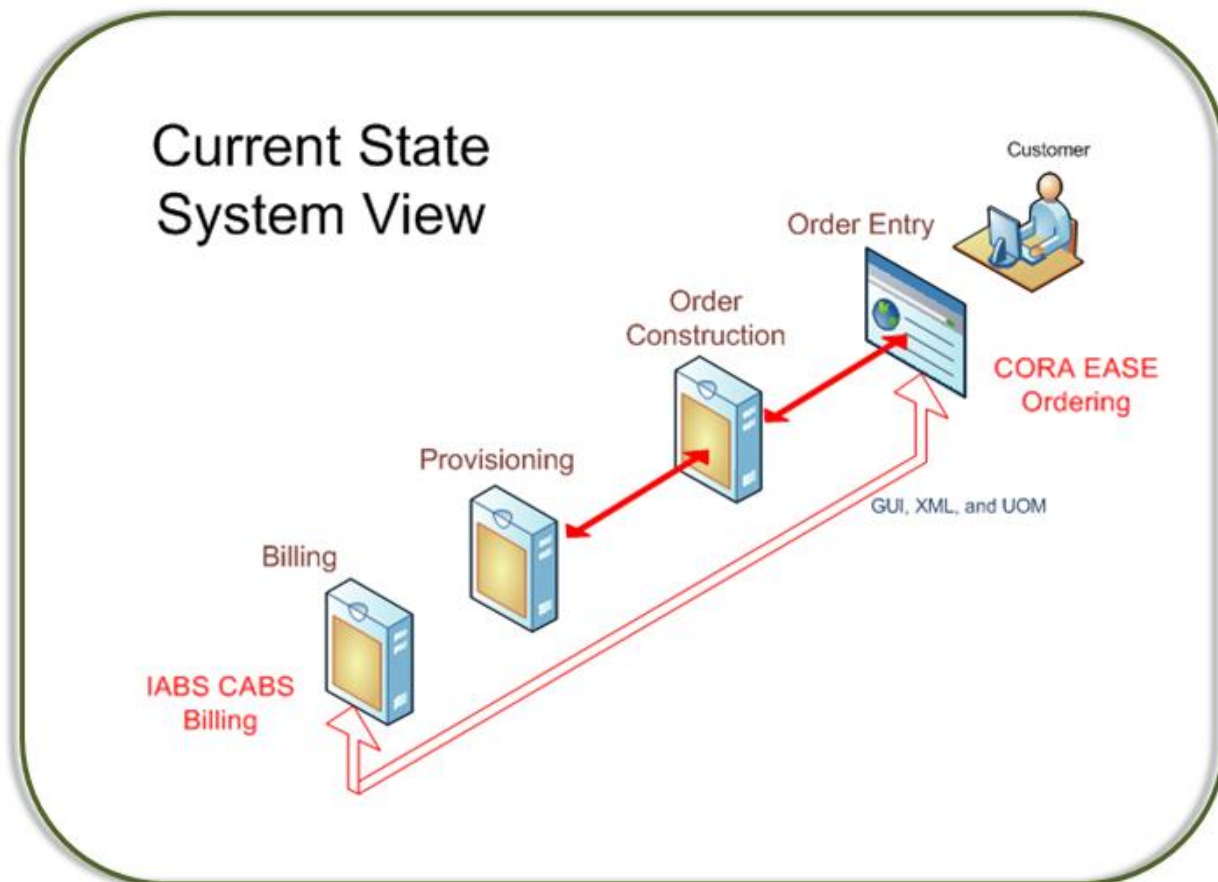 Current State
System View
Customer
Order Entry
Order
Construction
CORA EASE
Ordering
Provisioning
GUI, XML, and UOM
Billing
IABS CABS
Billing